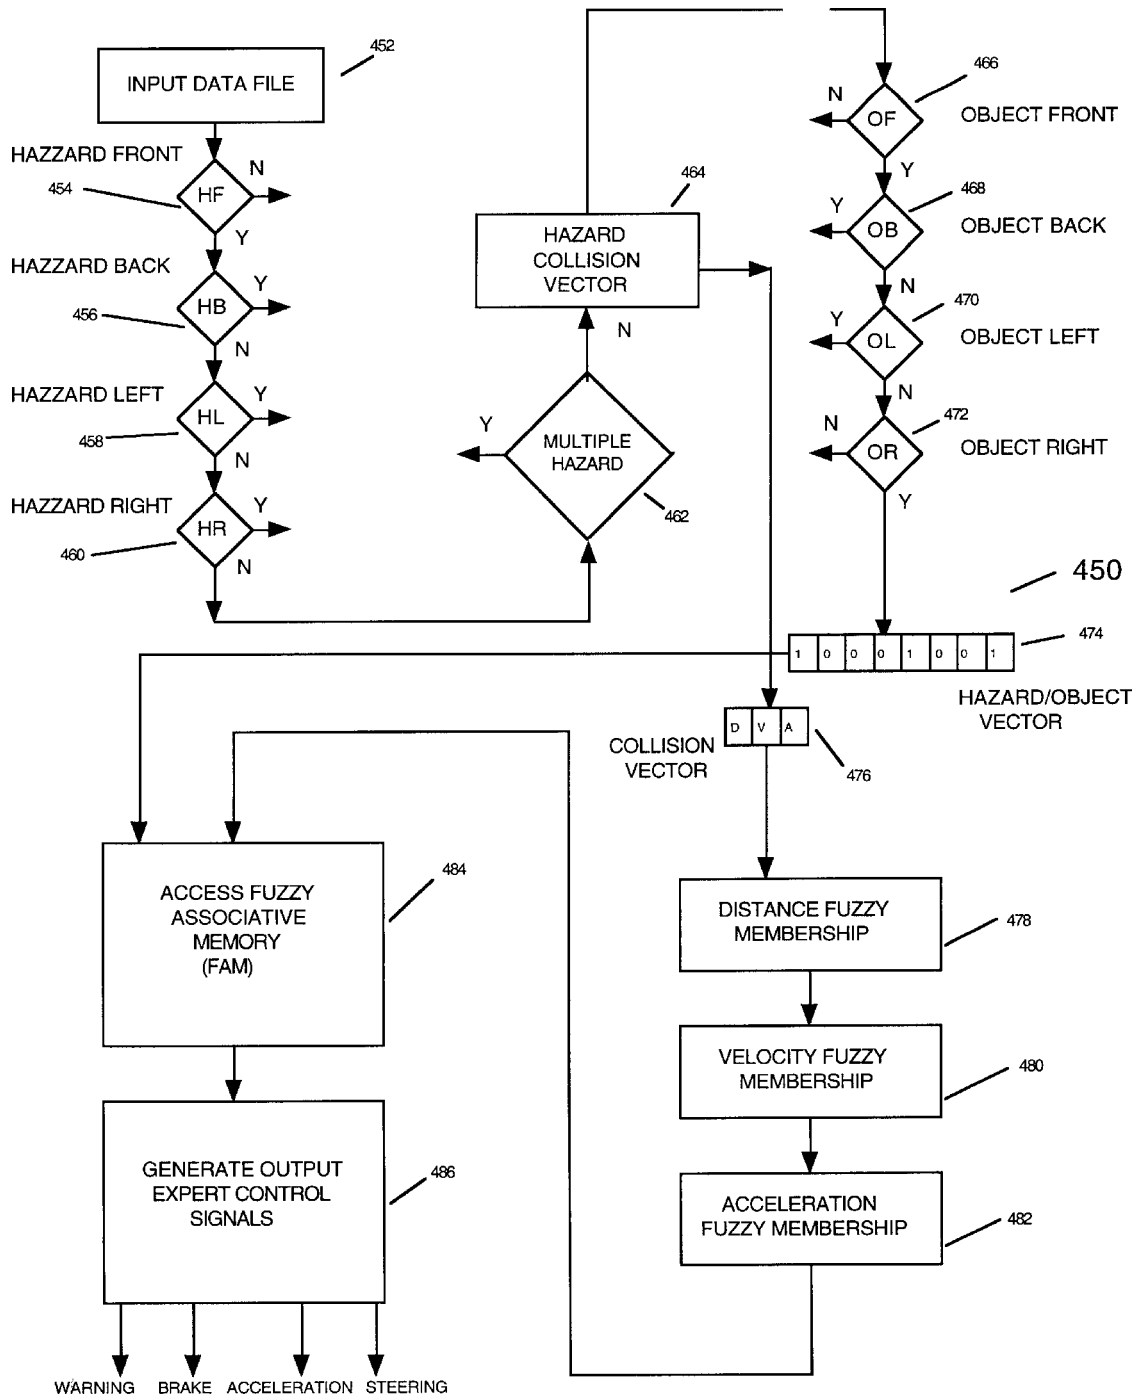 452
INPUT DATA FILE
HAZZARD FRONT
454
HF
N
Y
HAZZARD BACK
456
HB
Y
N
HAZZARD LEFT
458
HL
Y
N
HAZZARD RIGHT
460
HR
Y
N
464
HAZARD
COLLISION
VECTOR
N
Y
MULTIPLE
HAZARD
462
466
N
OF
OBJECT FRONT
Y
468
Y
OB
OBJECT BACK
N
470
Y
OL
OBJECT LEFT
N
472
N
OR
OBJECT RIGHT
Y
450
474
1 0 0 0 1 0 0 1
HAZARD/OBJECT
VECTOR
D V A
COLLISION
VECTOR
476
484
ACCESS FUZZY
ASSOCIATIVE
MEMORY
(FAM)
DISTANCE FUZZY
MEMBERSHIP
478
VELOCITY FUZZY
MEMBERSHIP
480
GENERATE OUTPUT
EXPERT CONTROL
SIGNALS
486
ACCELERATION
FUZZY MEMBERSHIP
482
WARNING BRAKE ACCELERATION STEERING